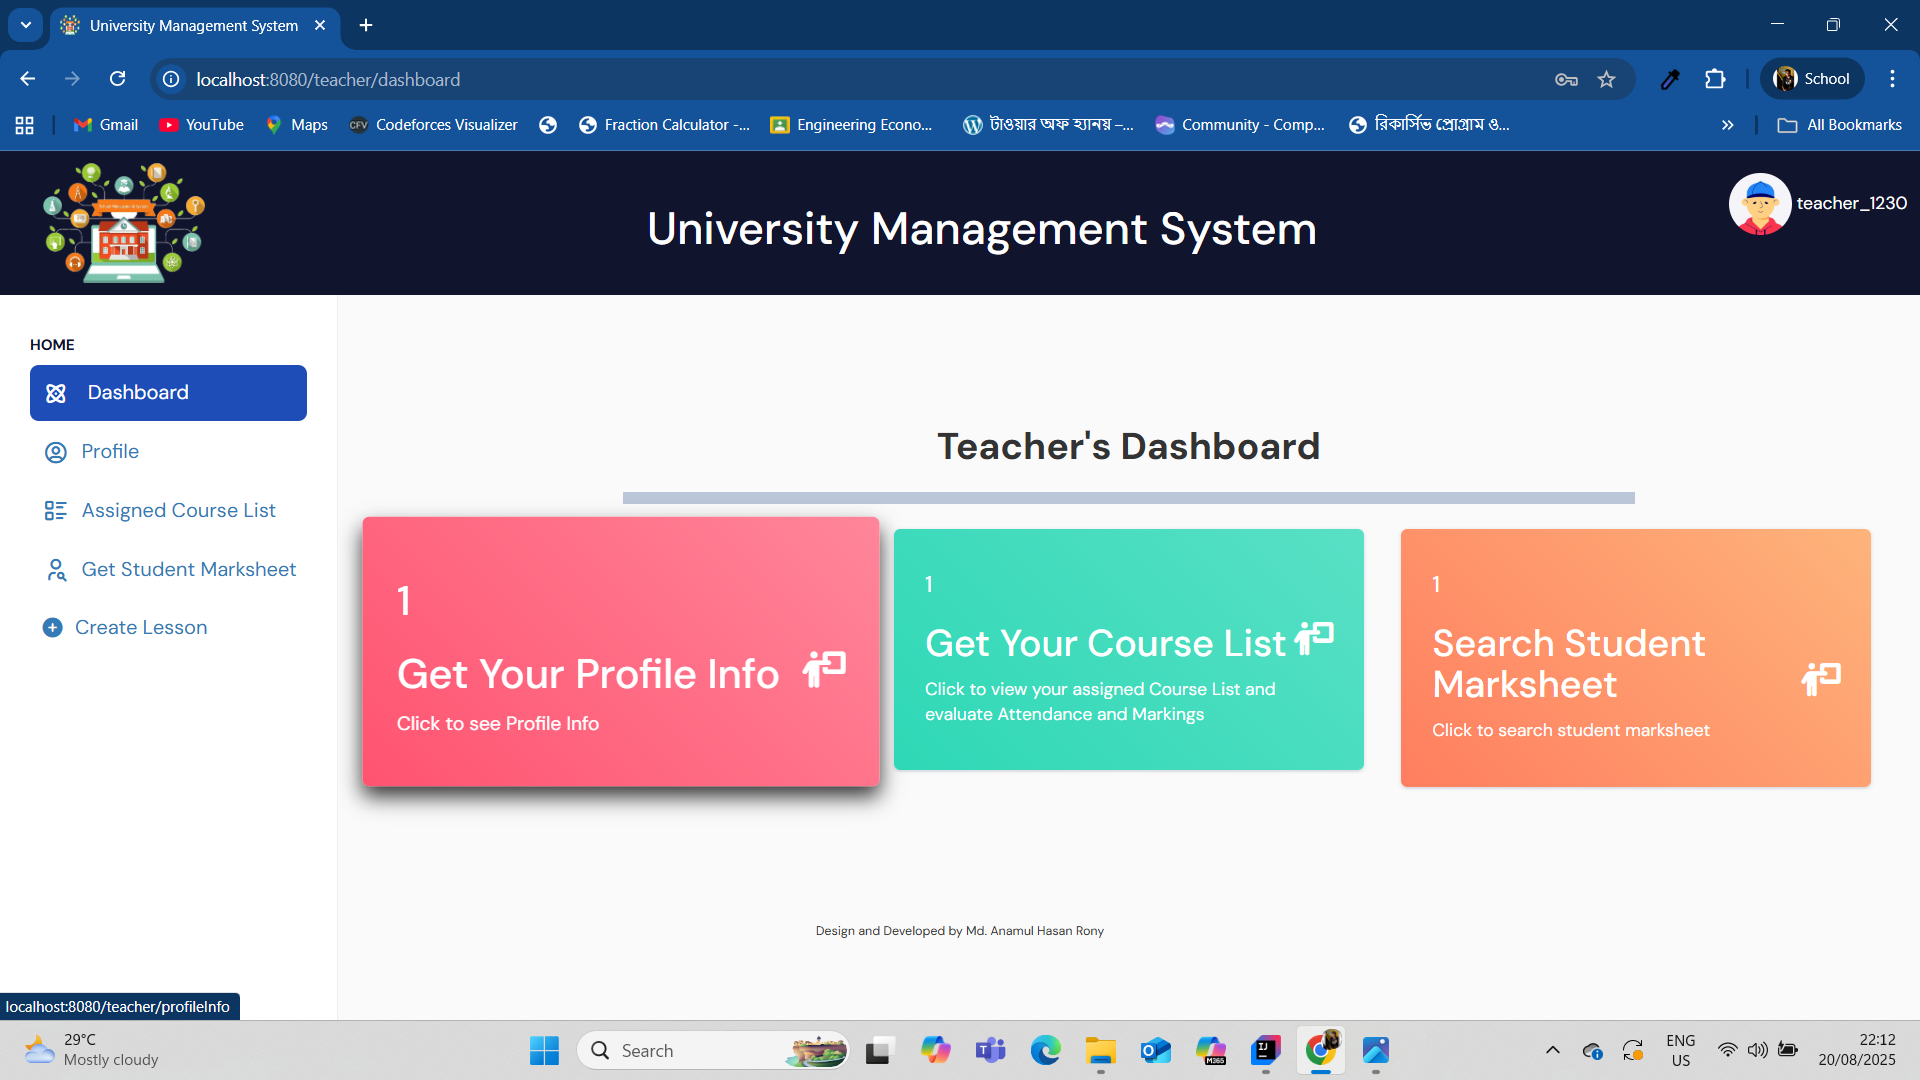 University Management System
localhost:8080/teacher/dashboard
School
Gmail
YouTube
Maps
CFV
Codeforces Visualizer
Fraction Calculator -...
Engineering Econo...
টাওয়ার অফ হ্যানয় –...
Community - Comp...
রিকার্সিভ প্রোগ্রাম ও...
All Bookmarks
University Management System
teacher_1230
HOME
Dashboard
Profile
Assigned Course List
Get Student Marksheet
Create Lesson
Teacher's Dashboard
1
Get Your Profile Info
Click to see Profile Info
1
Get Your Course List
Click to view your assigned Course List and
evaluate Attendance and Markings
1
Search Student
Marksheet
Click to search student marksheet
Design and Developed by Md. Anamul Hasan Rony
localhost:8080/teacher/profileInfo
29°C
Mostly cloudy
Search
M365
ENG
US
22:12
20/08/2025